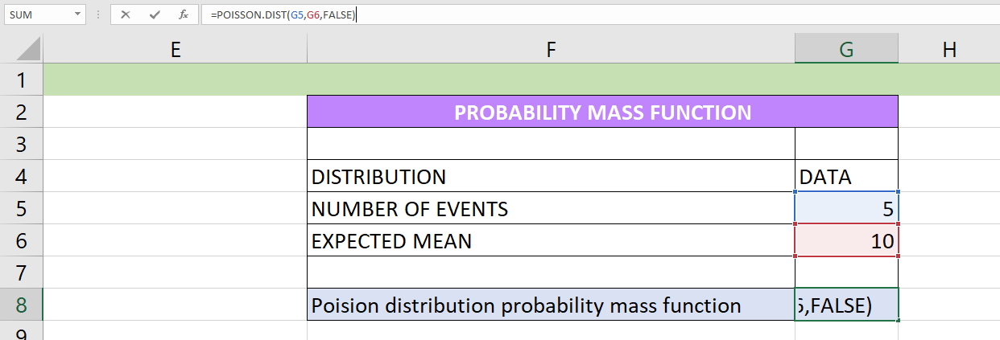 SUM =POISSON.DIST(G5,G6,FALSE)
E F G H
1
2 PROBABILITY MASS FUNCTION
3
4 DISTRIBUTION DATA
5 NUMBER OF EVENTS 5
6 EXPECTED MEAN 10
7
8 Poision distribution probability mass function 6,FALSE)
9